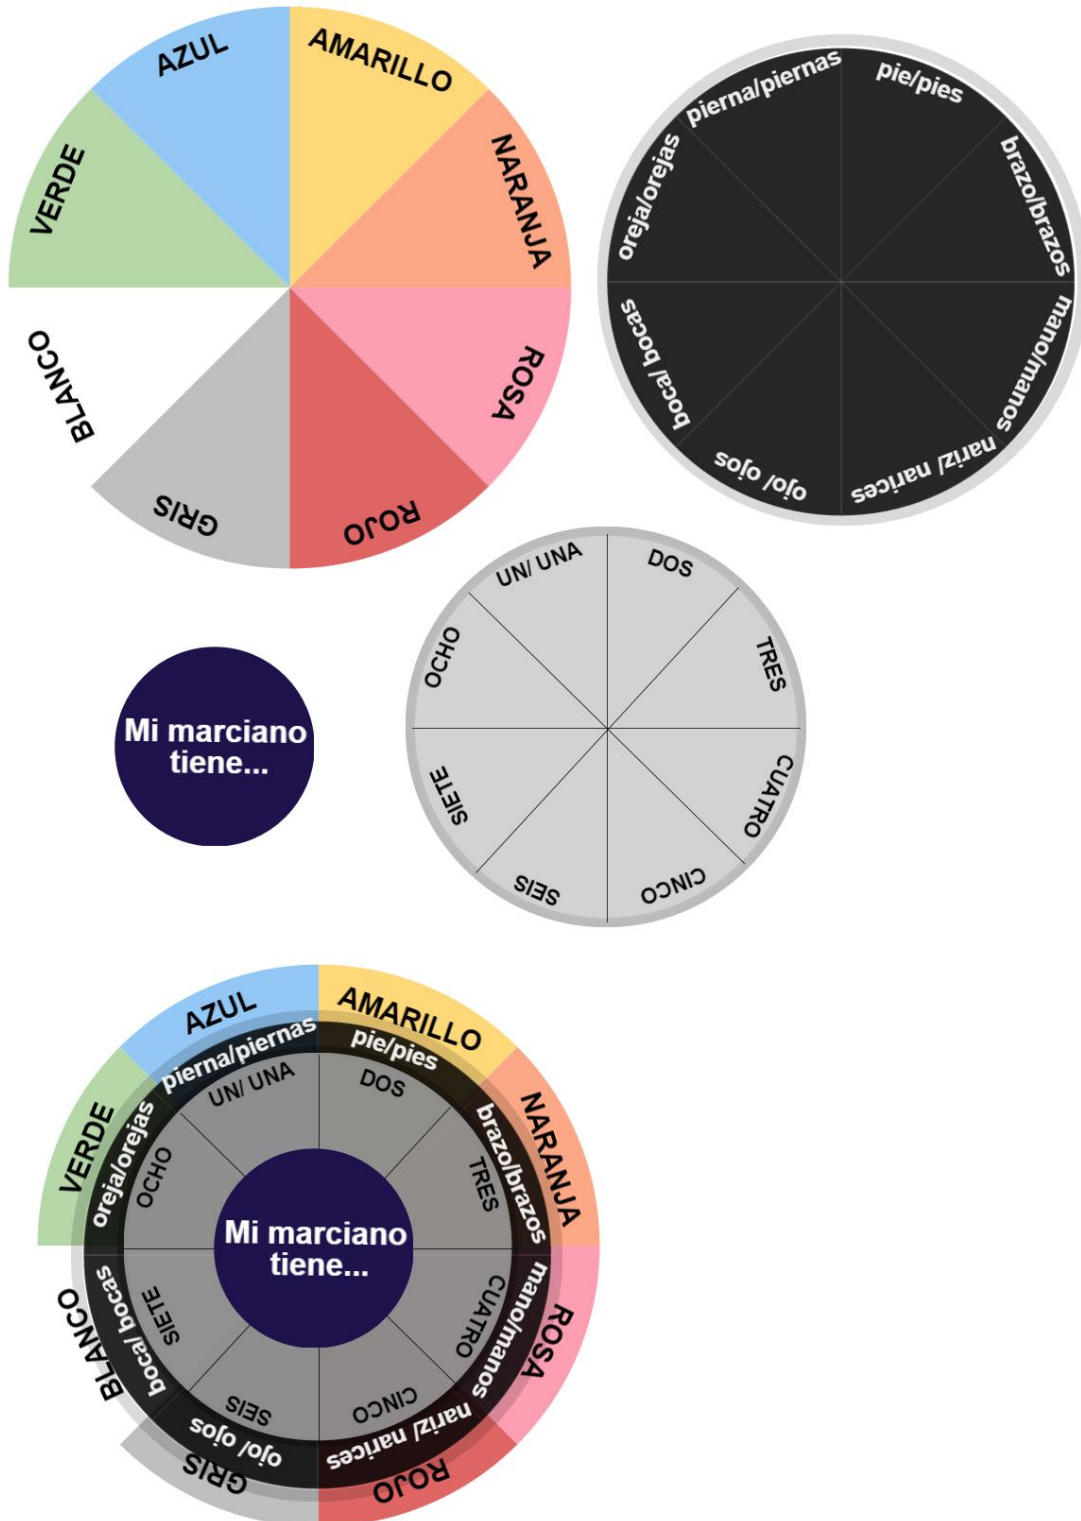 AZUL
AMARILLO
NARANJA
ROSA
ROJO
GRIS
BLANCO
VERDE
pierna/piernas
pie/pies
brazo/brazos
mano/manos
nariz/ narices
ojo/ ojos
boca/ bocas
oreja/orejas
UN/ UNA
DOS
TRES
CUATRO
CINCO
SEIS
SIETE
OCHO
Mi marciano
tiene...
AZUL
AMARILLO
NARANJA
ROSA
ROJO
GRIS
BLANCO
VERDE
pierna/piernas
pie/pies
brazo/brazos
mano/manos
nariz/ narices
ojo/ ojos
boca/ bocas
oreja/orejas
UN/ UNA
DOS
TRES
CUATRO
CINCO
SEIS
SIETE
OCHO
Mi marciano
tiene...